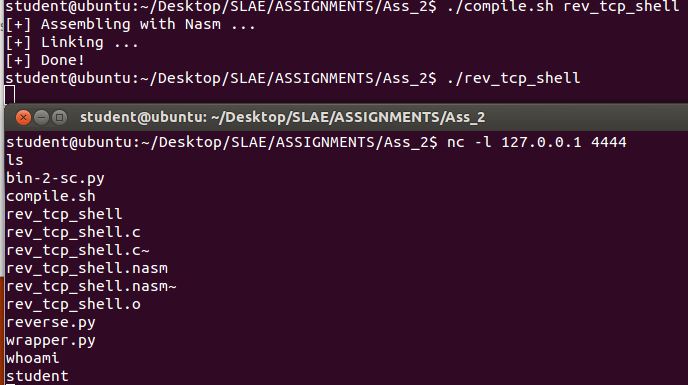 student@ubuntu:~/Desktop/SLAE/ASSIGNMENTS/Ass_2$ ./compile.sh rev_tcp_shell
[+] Assembling with Nasm ...
[+] Linking ...
[+] Done!
student@ubuntu:~/Desktop/SLAE/ASSIGNMENTS/Ass_2$ ./rev_tcp_shell
student@ubuntu: ~/Desktop/SLAE/ASSIGNMENTS/Ass_2
student@ubuntu:~/Desktop/SLAE/ASSIGNMENTS/Ass_2$ nc -l 127.0.0.1 4444
ls
bin-2-sc.py
compile.sh
rev_tcp_shell
rev_tcp_shell.c
rev_tcp_shell.c~
rev_tcp_shell.nasm
rev_tcp_shell.nasm~
rev_tcp_shell.o
reverse.py
wrapper.py
whoami
student